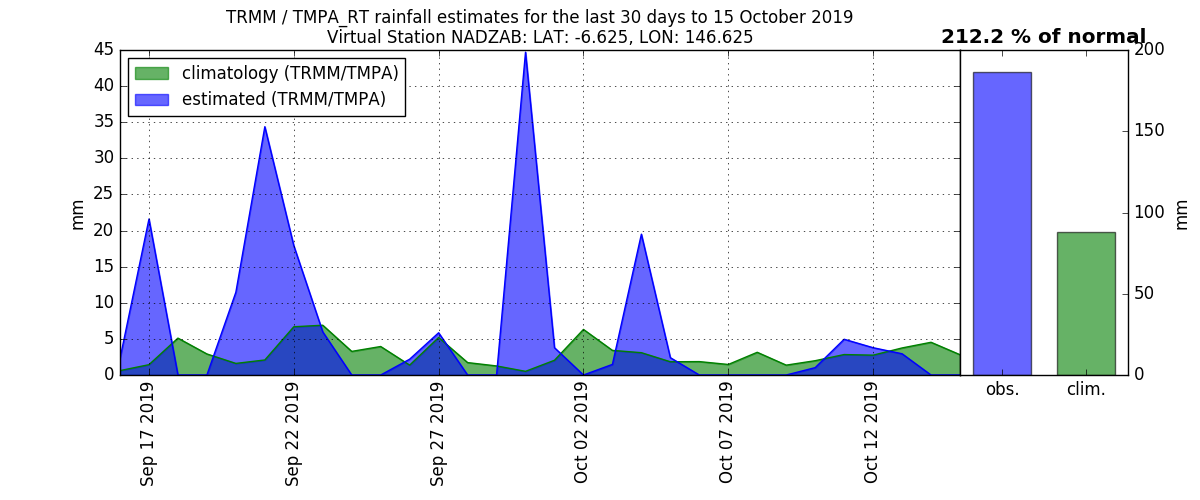 TRMM / TMPA_RT rainfall estimates for the last 30 days to 15 October 2019
Virtual Station NADZAB: LAT: -6.625, LON: 146.625
212.2 % of normal
climatology (TRMM/TMPA)
estimated (TRMM/TMPA)
45
40
35
30
25
20
15
10
5
0
mm
Sep 17 2019
Sep 22 2019
Sep 27 2019
Oct 02 2019
Oct 07 2019
Oct 12 2019
200
150
100
50
0
mm
obs.
clim.